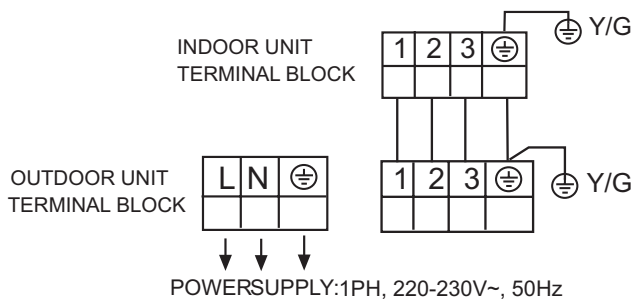 INDOOR UNIT
TERMINAL BLOCK
1 2 3
Y/G
OUTDOOR UNIT
TERMINAL BLOCK
L N
1 2 3
Y/G
POWERSUPPLY:1PH, 220-230V~, 50Hz